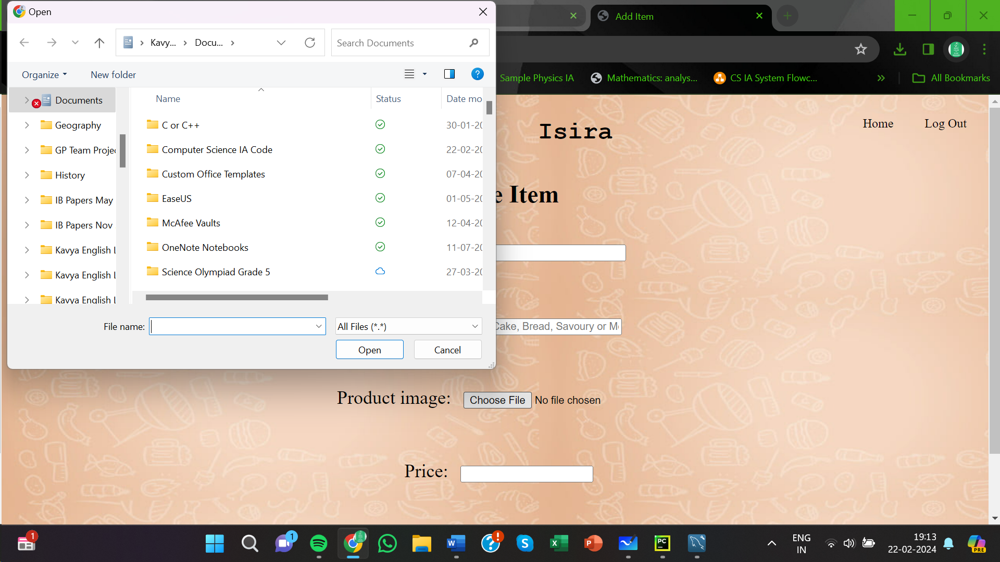 Open
Add Item
Kavy...
Docu...
Search Documents
Organize
New folder
Sample Physics IA
Mathematics: analys...
CS IA System Flowc...
All Bookmarks
Documents
Geography
GP Team Projec
History
IB Papers May
IB Papers Nov
Kavya English L
Kavya English L
Kavya English L
Name
Status
Date mo
C or C++
30-01-20
Computer Science IA Code
22-02-20
Custom Office Templates
07-04-20
EaseUS
01-05-20
McAfee Vaults
12-04-20
OneNote Notebooks
11-07-20
Science Olympiad Grade 5
27-03-20
File name:
All Files (*.*)
Open
Cancel
Isira
Home
Log Out
e Item
Cake, Bread, Savoury or M
Product image:
Choose File
No file chosen
Price:
1
1
W
?
!
S
X
P
PC
ENG
IN
19:13
22-02-2024
PRE